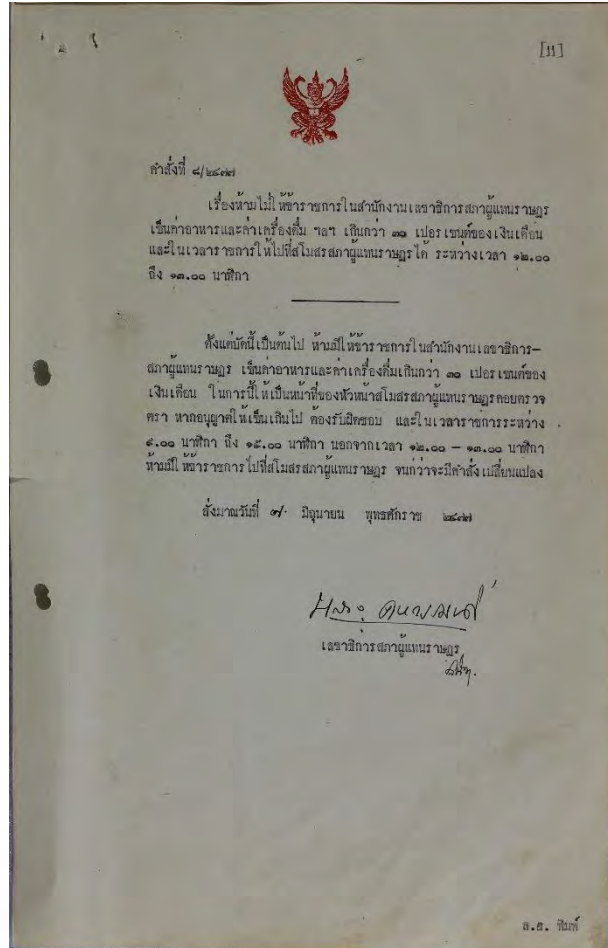 [11]
คำสั่งที่ ๘/๒๔๗๗
เรื่องห้ามไม่ให้ข้าราชการในสำนักงานเลขาธิการสภาผู้แทนราษฎร
เซ็นค่าอาหารและค่าเครื่องดื่ม ฯลฯ เกินกว่า ๓๐ เปอรเซนต์ของเงินเดือน
และในเวลาราชการให้ไปที่สโมสรสภาผู้แทนราษฎรได้ ระหว่างเวลา ๑๒.๐๐
ถึง ๑๓.๐๐ นาฬิกา
ตั้งแต่บัดนี้เป็นต้นไป ห้ามมิให้ข้าราชการในสำนักงานเลขาธิการ—
สภาผู้แทนราษฎร เซ็นค่าอาหารและค่าเครื่องดื่มเกินกว่า ๓๐ เปอรเซนต์ของ
เงินเดือน ในการนี้ให้เป็นหน้าที่ของหัวหน้าสโมสรสภาผู้แทนราษฎรคอยตรวจ
ตรา หากอนุญาตให้เซ็นเกินไป ต้องรับผิดชอบ และในเวลาราชการระหว่าง
๙.๐๐ นาฬิกา ถึง ๑๕.๐๐ นาฬิกา นอกจากเวลา ๑๒.๐๐ – ๑๓.๐๐ นาฬิกา
ห้ามมิให้ข้าราชการไปที่สโมสรสภาผู้แทนราษฎร จนกว่าจะมีคำสั่งเปลี่ยนแปลง
สั่งมาณวันที่ ๗ มิถุนายน พุทธศักราช ๒๔๗๗
เลขาธิการสภาผู้แทนราษฎร
พิมพ์